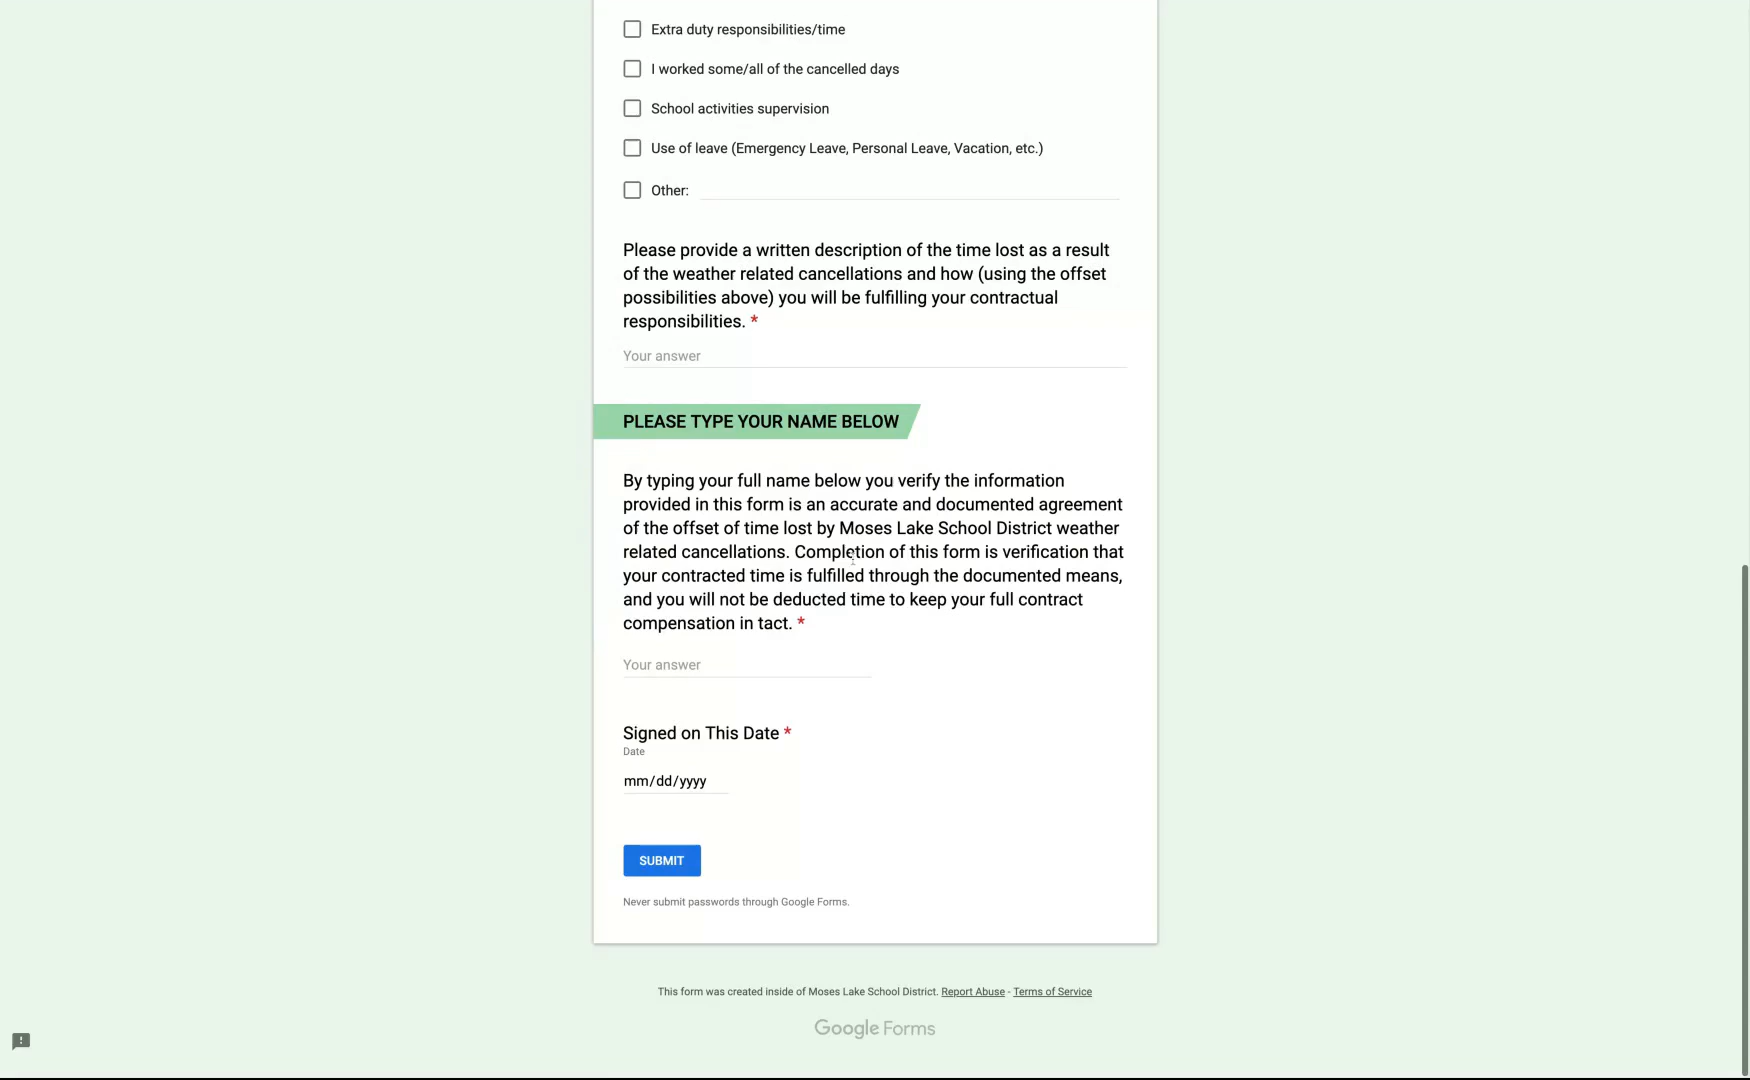 Extra duty responsibilities/time
I worked some/all of the cancelled days
School activities supervision
Use of leave (Emergency Leave, Personal Leave, Vacation, etc.)
Other:
Please provide a written description of the time lost as a result
of the weather related cancellations and how (using the offset
possibilities above) you will be fulfilling your contractual
responsibilities. *
Your answer
PLEASE TYPE YOUR NAME BELOW
By typing your full name below you verify the information
provided in this form is an accurate and documented agreement
of the offset of time lost by Moses Lake School District weather
related cancellations. Completion of this form is verification that
your contracted time is fulfilled through the documented means,
and you will not be deducted time to keep your full contract
compensation in tact. *
Your answer
Signed on This Date *
Date
mm/dd/yyyy
SUBMIT
Never submit passwords through Google Forms.
This form was created inside of Moses Lake School District. Report Abuse - Terms of Service
Google Forms